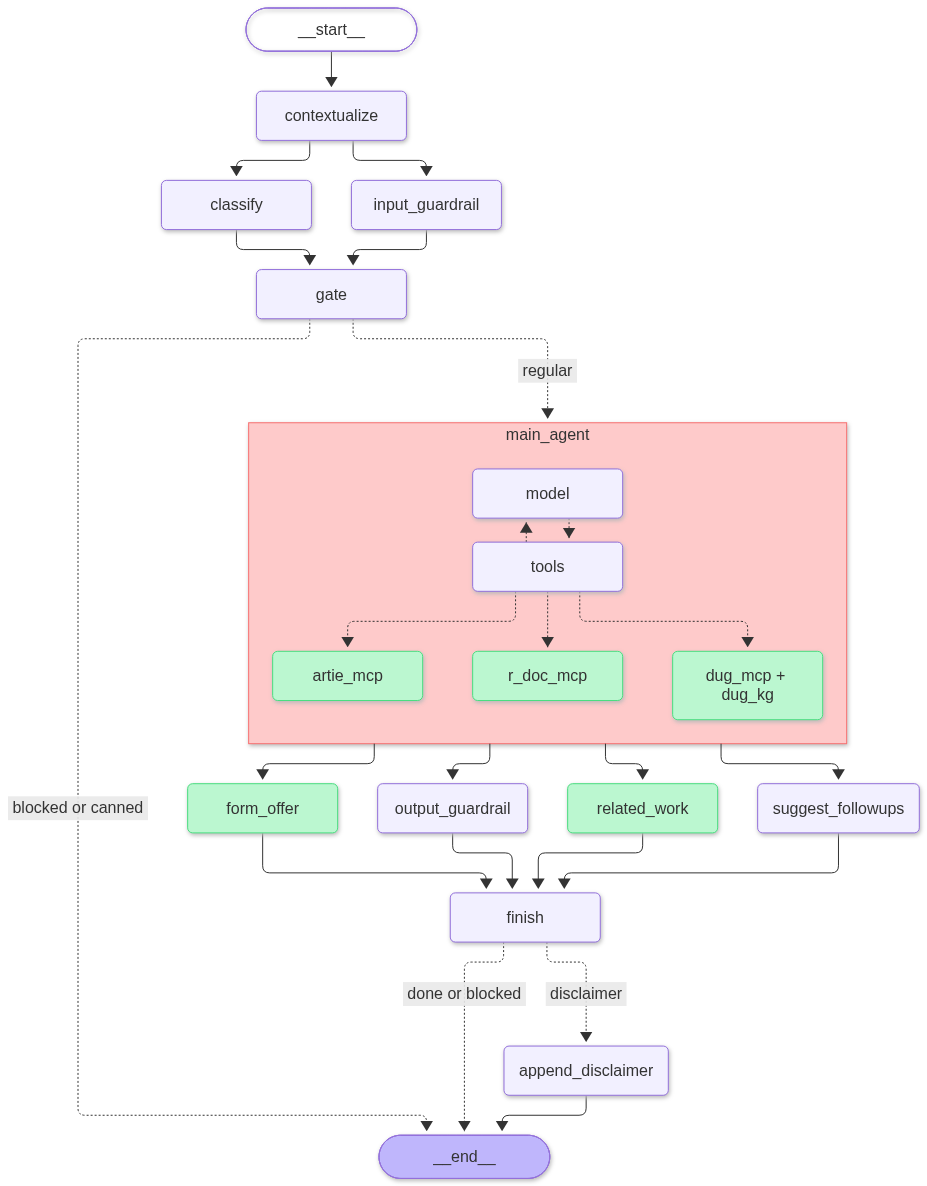 __start__
contextualize
classify
input_guardrail
gate
regular
main_agent
model
tools
artie_mcp
r_doc_mcp
dug_mcp +
dug_kg
blocked or canned
form_offer
output_guardrail
related_work
suggest_followups
finish
done or blocked
disclaimer
append_disclaimer
__end__